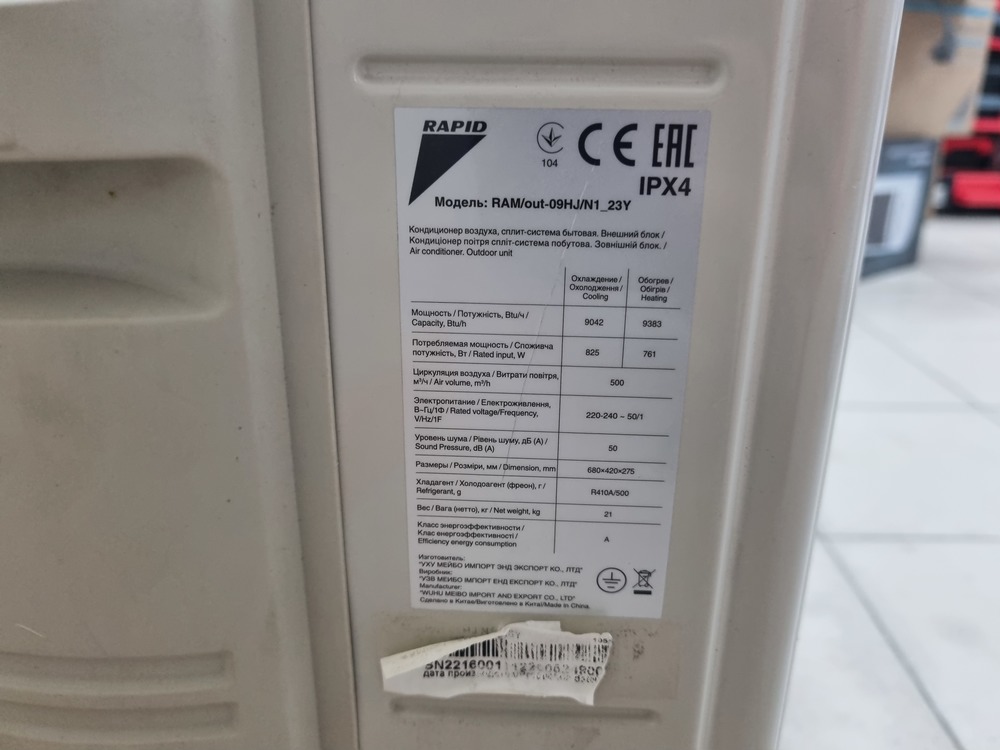 RAPID
104
CE EAC
IPX4
Модель: RAM/out-09HJ/N1_23Y
Кондиционер воздуха, сплит-система бытовая. Внешний блок /
Кондиціонер повітря спліт-система побутова. Зовнішній блок. /
Air conditioner. Outdoor unit
Охлаждение /
Охолодження /
Cooling
Обогрев /
Обігрів /
Heating
Мощность / Потужність, Btu/ч /
Capacity, Btu/h
9042
9383
Потребляемая мощность / Споживча
потужність, Вт / Rated input, W
825
761
Циркуляция воздуха / Витрати повітря,
м³/ч / Air volume, m³/h
500
Электропитание / Електроживлення,
В~Гц/1Ф / Rated voltage/Frequency,
V/Hz/1F
220-240 ~ 50/1
Уровень шума / Рівень шуму, дБ (А) /
Sound Pressure, dB (A)
50
Размеры / Розміри, мм / Dimension, mm
680×420×275
Хладагент / Холодоагент (фреон), г /
Refrigerant, g
R410A/500
Вес / Вага (нетто), кг / Net weight, kg
21
Класс энергоэффективности /
Клас енергоэффективності /
Efficiency energy consumption
A
Изготовитель:
"УХУ МЕЙБО ИМПОРТ ЭНД ЭКСПОРТ КО., ЛТД"
Виробник:
"УЗВ МЕИБО ІМПОРТ ЕНД ЕКСПОРТ КО., ЛТД"
Manufacturer:
"WUHU MEIBO IMPORT AND EXPORT CO., LTD"
Сделано в Китае/Виготовлено в Китаї/Made in China
SN2216001
дата произ